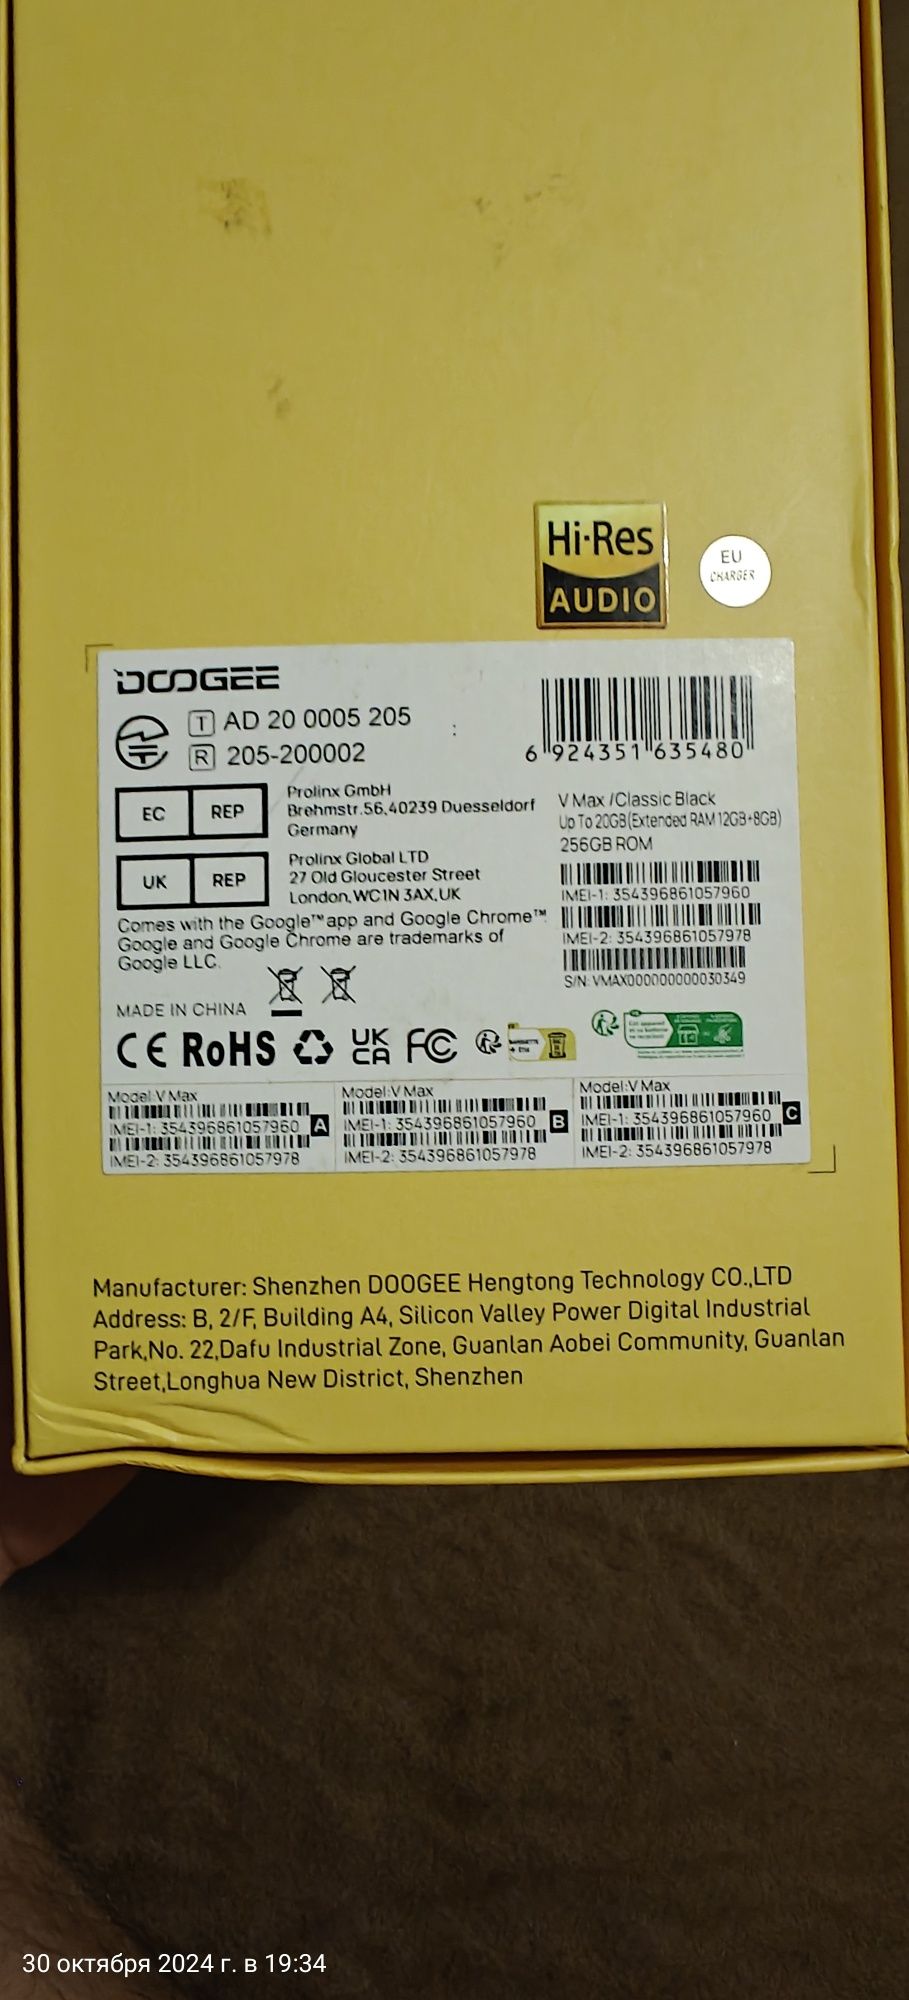 Hi-Res
AUDIO
EU
CHARGER
DOOGEE
T AD 20 0005 205
R 205-200002
6 924351 635480
EC REP
Prolinx GmbH
Brehmstr.56,40239 Duesseldorf
Germany
UK REP
Prolinx Global LTD
27 Old Gloucester Street
London,WC1N 3AX,UK
V Max /Classic Black
Up To 20GB(Extended RAM 12GB+8GB)
256GB ROM
IMEI-1: 354396861057960
IMEI-2: 354396861057978
S/N: VMAX000000000030349
Comes with the Google™app and Google Chrome™
Google and Google Chrome are trademarks of
Google LLC.
MADE IN CHINA
CE RoHS UK CA FC
Model:V Max
IMEI-1: 354396861057960 A
IMEI-2: 354396861057978
Model:V Max
IMEI-1: 354396861057960 B
IMEI-2: 354396861057978
Model:V Max
IMEI-1: 354396861057960 C
IMEI-2: 354396861057978
Manufacturer: Shenzhen DOOGEE Hengtong Technology CO.,LTD
Address: B, 2/F, Building A4, Silicon Valley Power Digital Industrial
Park,No. 22,Dafu Industrial Zone, Guanlan Aobei Community, Guanlan
Street,Longhua New District, Shenzhen
30 октября 2024 г. в 19:34